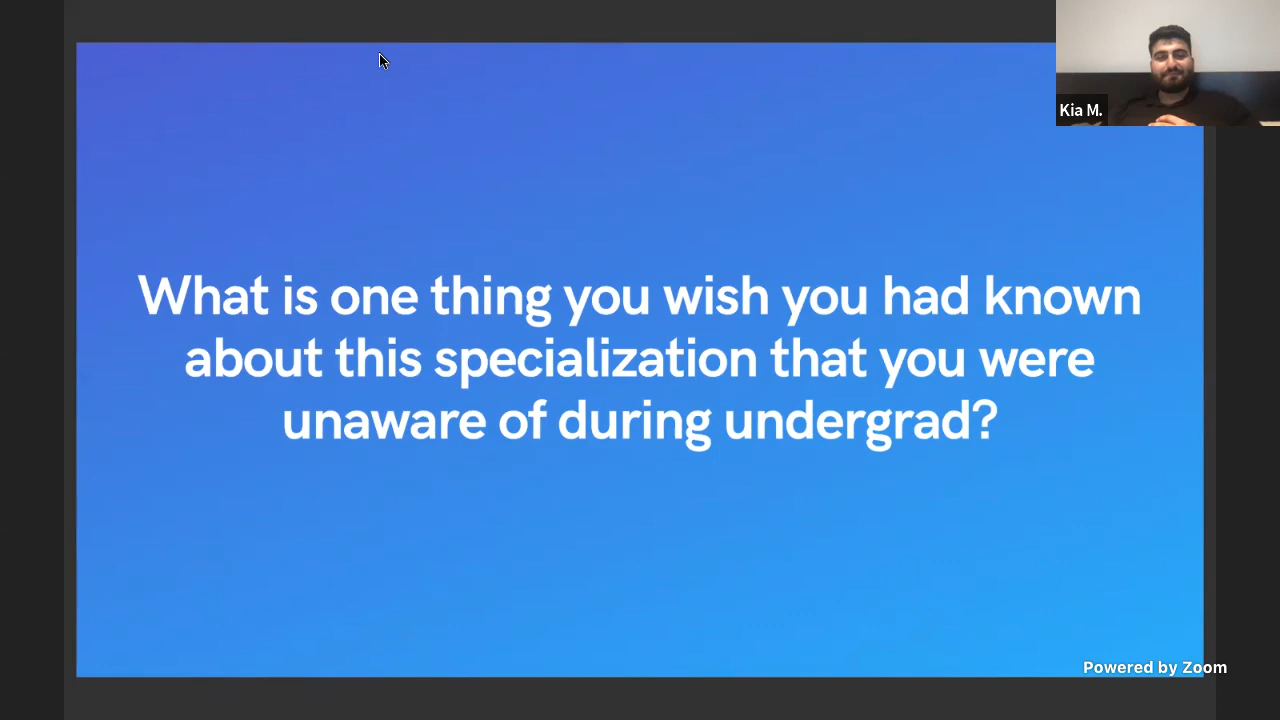 Kia M.
What is one thing you wish you had known
about this specialization that you were
unaware of during undergrad?
Powered by Zoom